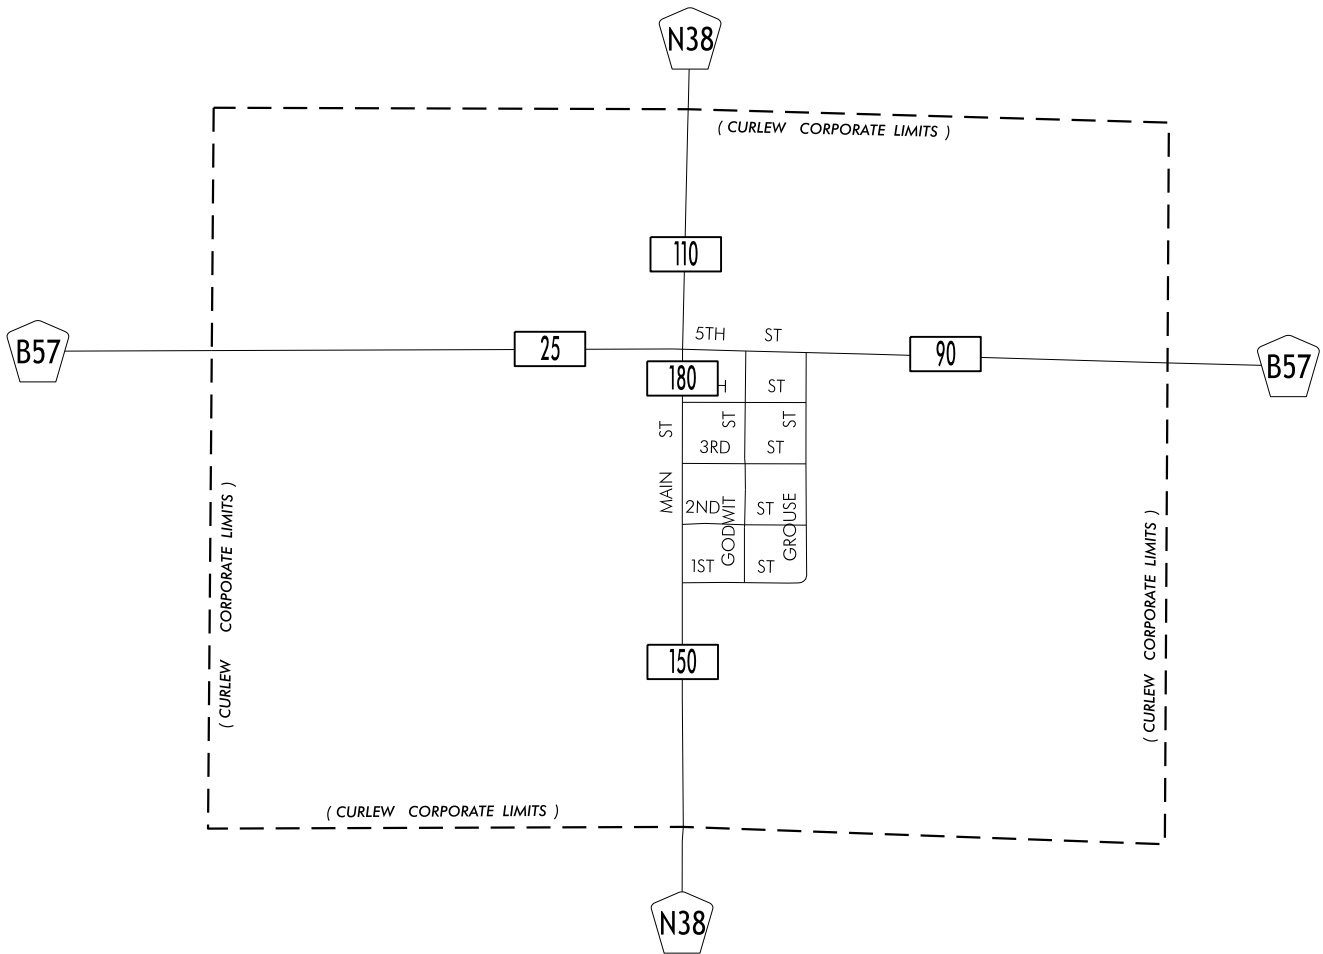 N38
( CURLEW CORPORATE LIMITS )
110
5TH ST
B57
25
90
B57
180
H ST
ST
ST
ST
3RD ST
MAIN
2ND ST
GODWIT
GROUSE
1ST ST
( CURLEW CORPORATE LIMITS )
( CURLEW CORPORATE LIMITS )
150
( CURLEW CORPORATE LIMITS )
N38